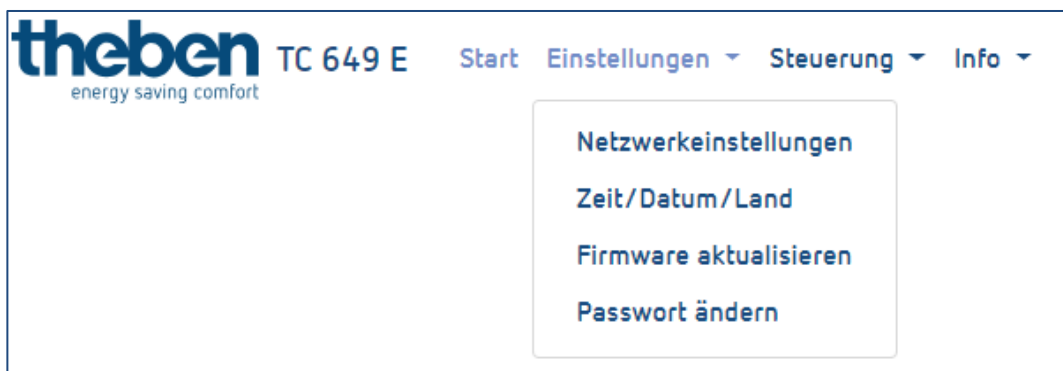 theben TC 649 E Start Einstellungen Steuerung Info
energy saving comfort
Netzwerkeinstellungen
Zeit/Datum/Land
Firmware aktualisieren
Passwort ändern